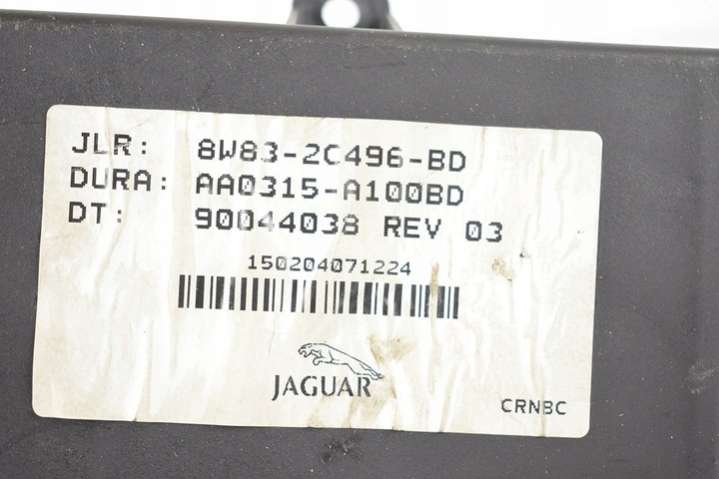 JLR: 8W83-2C496-BD
DURA: AA0315-A100BD
DT: 90044038 REV 03
150204071224
JAGUAR
CRNBC